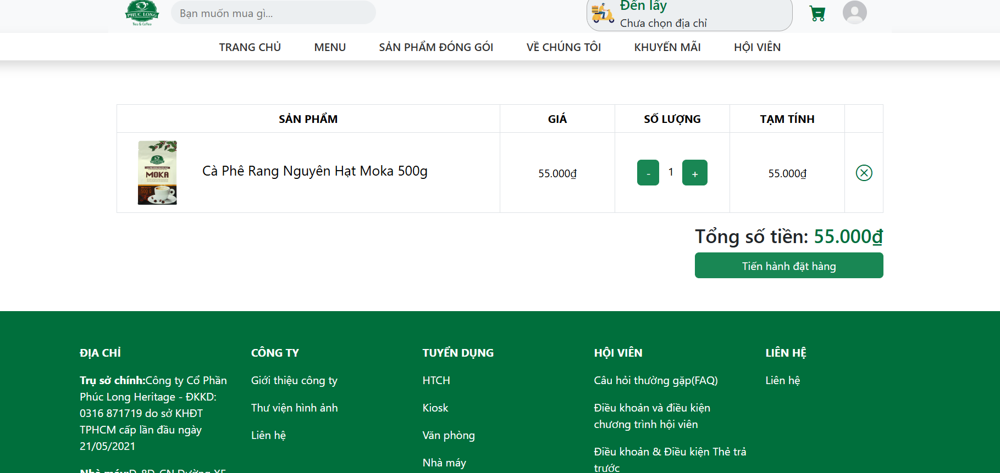 PHUC LONG
Tea & Coffee
Bạn muốn mua gì...
Đến lấy
Chưa chọn địa chỉ
TRANG CHỦ
MENU
SẢN PHẨM ĐÓNG GÓI
VỀ CHÚNG TÔI
KHUYẾN MÃI
HỘI VIÊN
SẢN PHẨM
GIÁ
SỐ LƯỢNG
TẠM TÍNH
MOKA
500 g
Cà Phê Rang Nguyên Hạt Moka 500g
55.000₫
-
1
+
55.000₫
Tổng số tiền: 55.000₫
Tiến hành đặt hàng
ĐỊA CHỈ
Trụ sở chính:Công ty Cổ Phần
Phúc Long Heritage - ĐKKD:
0316 871719 do sở KHĐT
TPHCM cấp lần đầu ngày
21/05/2021
Nhà máy:D_8D_CN Đường XE
CÔNG TY
Giới thiệu công ty
Thư viện hình ảnh
Liên hệ
TUYỂN DỤNG
HTCH
Kiosk
Văn phòng
Nhà máy
HỘI VIÊN
Câu hỏi thường gặp(FAQ)
Điều khoản và điều kiện
chương trình hội viên
Điều khoản & Điều kiện Thẻ trả
trước
LIÊN HỆ
Liên hệ